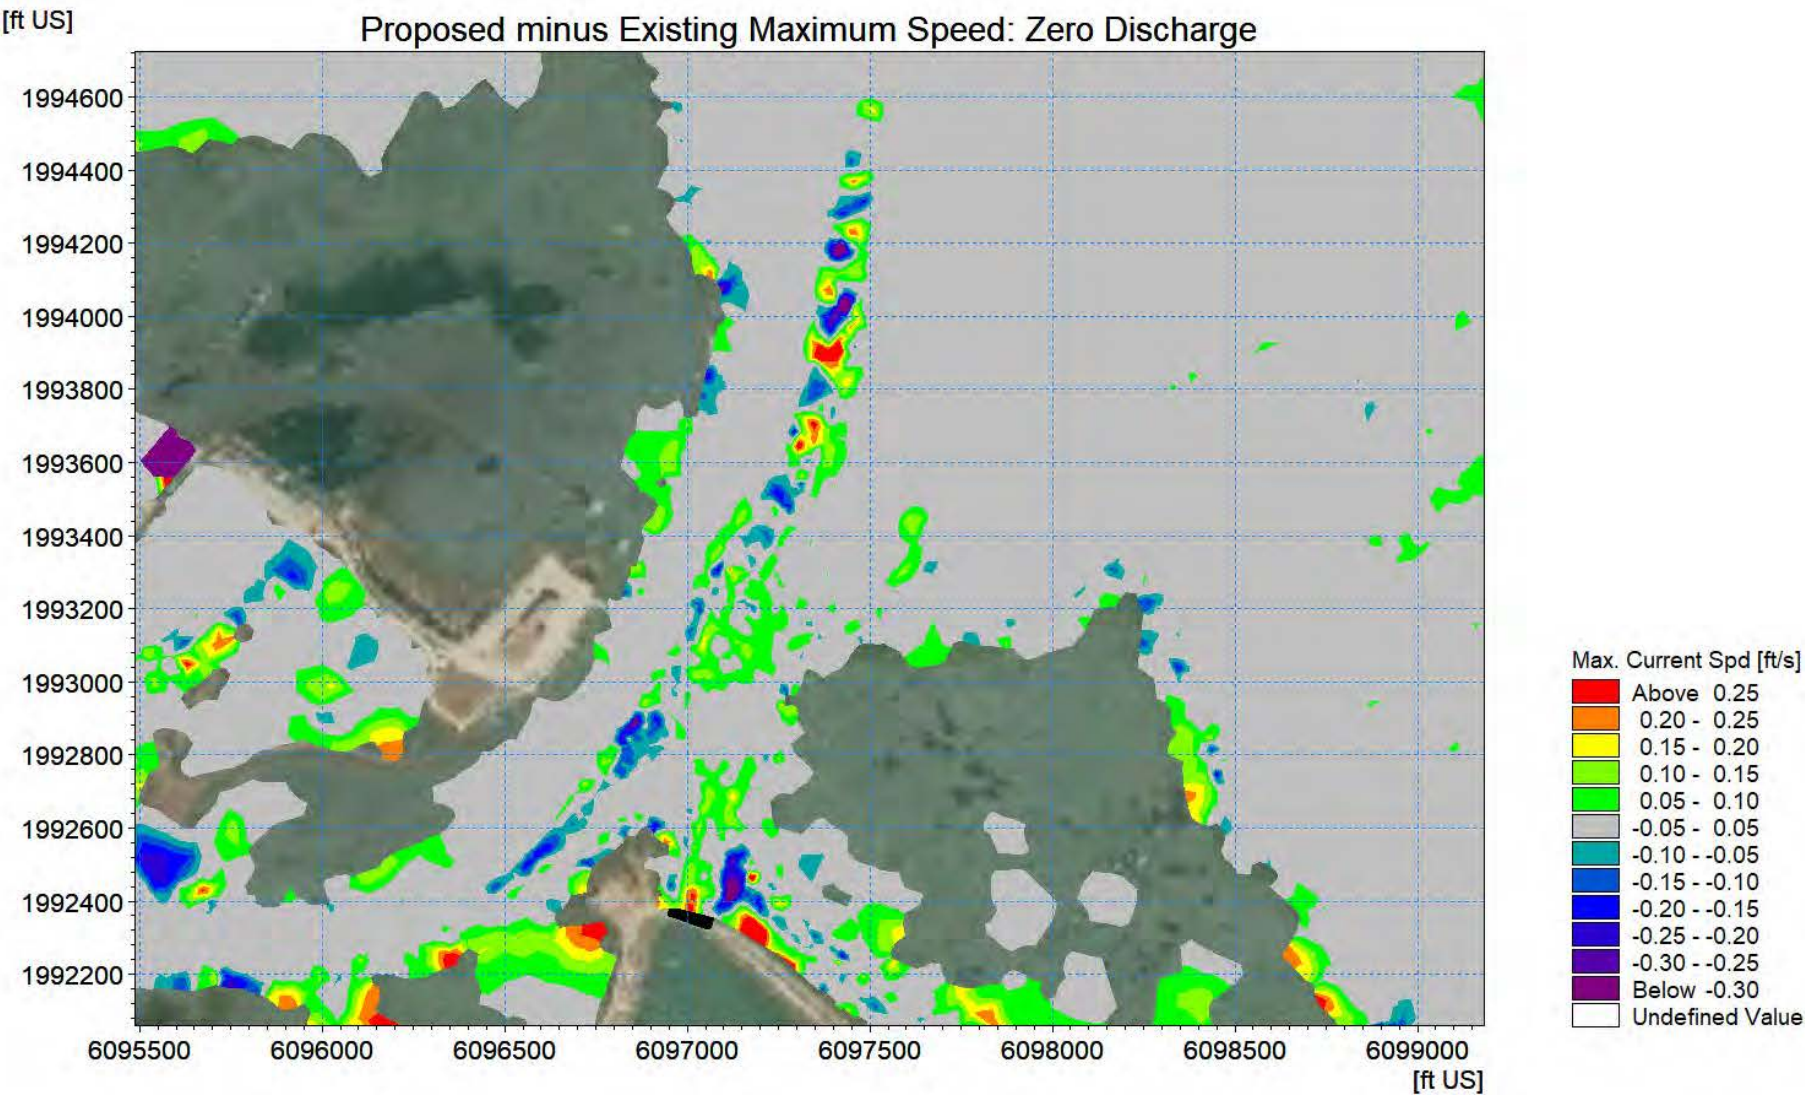 [ft US]
Proposed minus Existing Maximum Speed: Zero Discharge
1994600
1994400
1994200
1994000
1993800
1993600
1993400
1993200
1993000
1992800
1992600
1992400
1992200
6095500 6096000 6096500 6097000 6097500 6098000 6098500 6099000
[ft US]
Max. Current Spd [ft/s]
Above 0.25
0.20 - 0.25
0.15 - 0.20
0.10 - 0.15
0.05 - 0.10
-0.05 - 0.05
-0.10 - -0.05
-0.15 - -0.10
-0.20 - -0.15
-0.25 - -0.20
-0.30 - -0.25
Below -0.30
Undefined Value